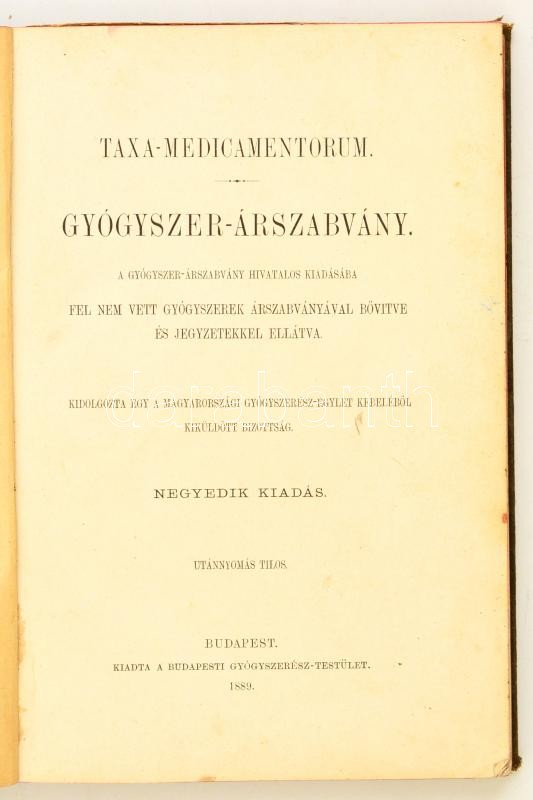 TAXA-MEDICAMENTORUM.
GYÓGYSZER-ÁRSZABVÁNY.
A GYÓGYSZER-ÁRSZABVÁNY HIVATALOS KIADÁSÁBA
FEL NEM VETT GYÓGYSZEREK ÁRSZABVÁNYÁVAL BŐVITVE
ÉS JEGYZETEKKEL ELLÁTVA.
darabanth
KIDOLGOZTA EGY A MAGYARORSZÁGI GYÓGYSZERÉSZ-EGYLET KEBELÉBŐL
KIKÜLDÖTT BIZOTTSÁG.
NEGYEDIK KIADÁS.
UTÁNNYOMÁS TILOS.
BUDAPEST.
KIADTA A BUDAPESTI GYÓGYSZERÉSZ-TESTÜLET.
1889.